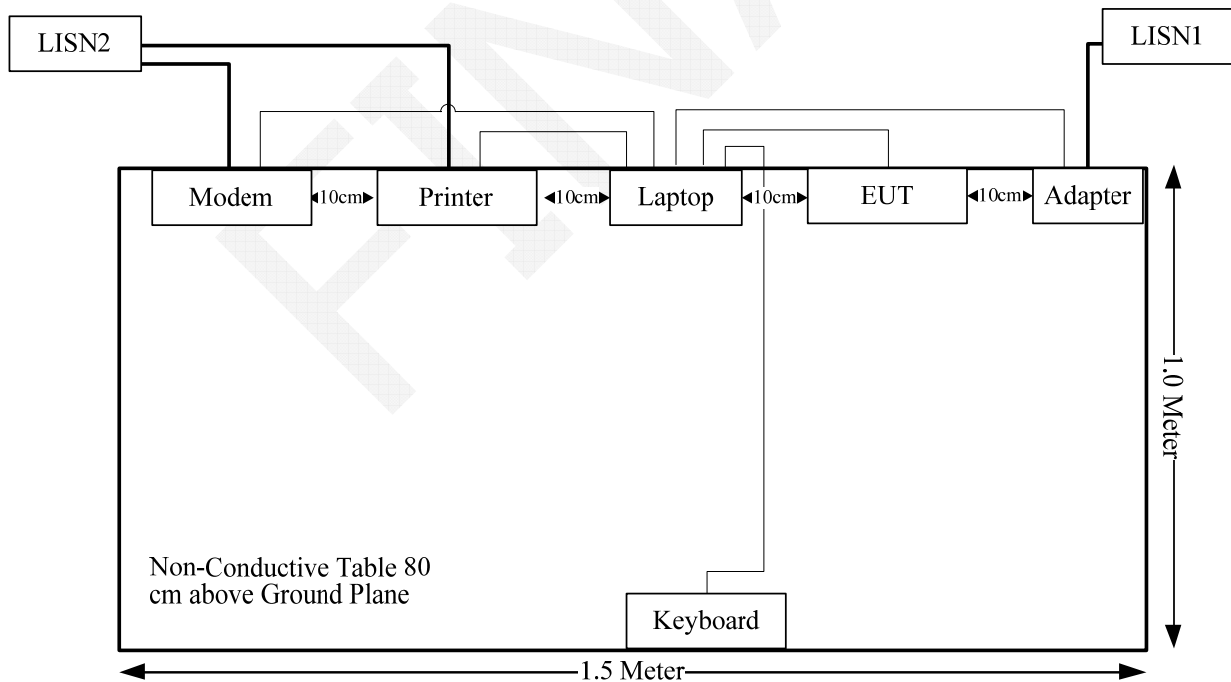 LISN2
LISN1
Modem
10cm
Printer
10cm
Laptop
10cm
EUT
10cm
Adapter
1.0 Meter
Non-Conductive Table 80
cm above Ground Plane
Keyboard
1.5 Meter